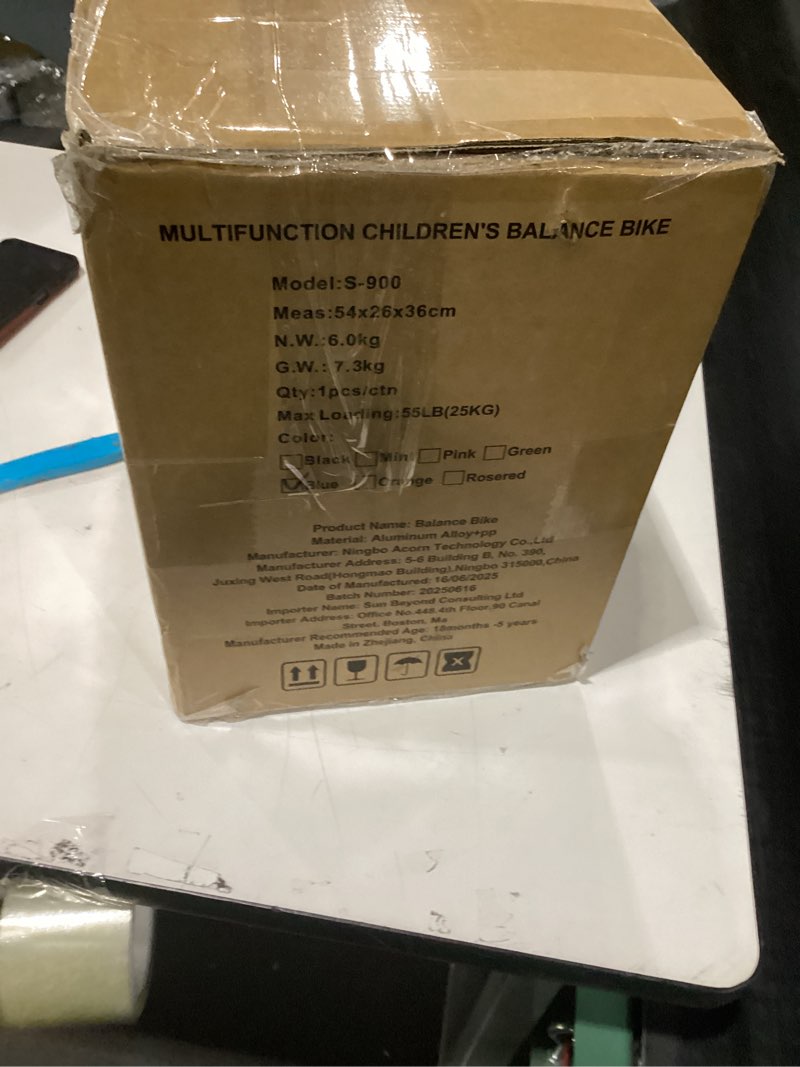 MULTIFUNCTION CHILDREN'S BALANCE BIKE
Model:S-900
Meas:54x26x36cm
N.W.:6.0kg
G.W.: 7.3kg
Qty:1pcs/ctn
Max Loading:55LB(25KG)
Color:
Black Mint Pink Green
Blue Orange Rosered
Product Name: Balance Bike
Material: Aluminum Alloy+pp
Manufacturer: Ningbo Acorn Technology Co.,Ltd
Manufacturer Address: 5-6 Building B, No. 390,
Juxing West Road(Hongmao Building),Ningbo 315000,China
Date of Manufactured: 16/06/2025
Batch Number: 20250616
Importer Name: Sun Beyond Consulting Ltd
Importer Address: Office No.448.4th Floor,90 Canal
Street. Boston, Ma
Manufacturer Recommended Age: 18months -5 years
Made in Zhejiang, China